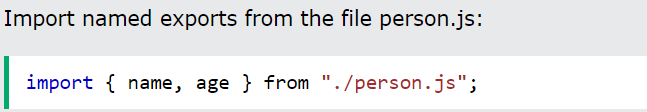 Import named exports from the file person.js:
import { name, age } from "./person.js";